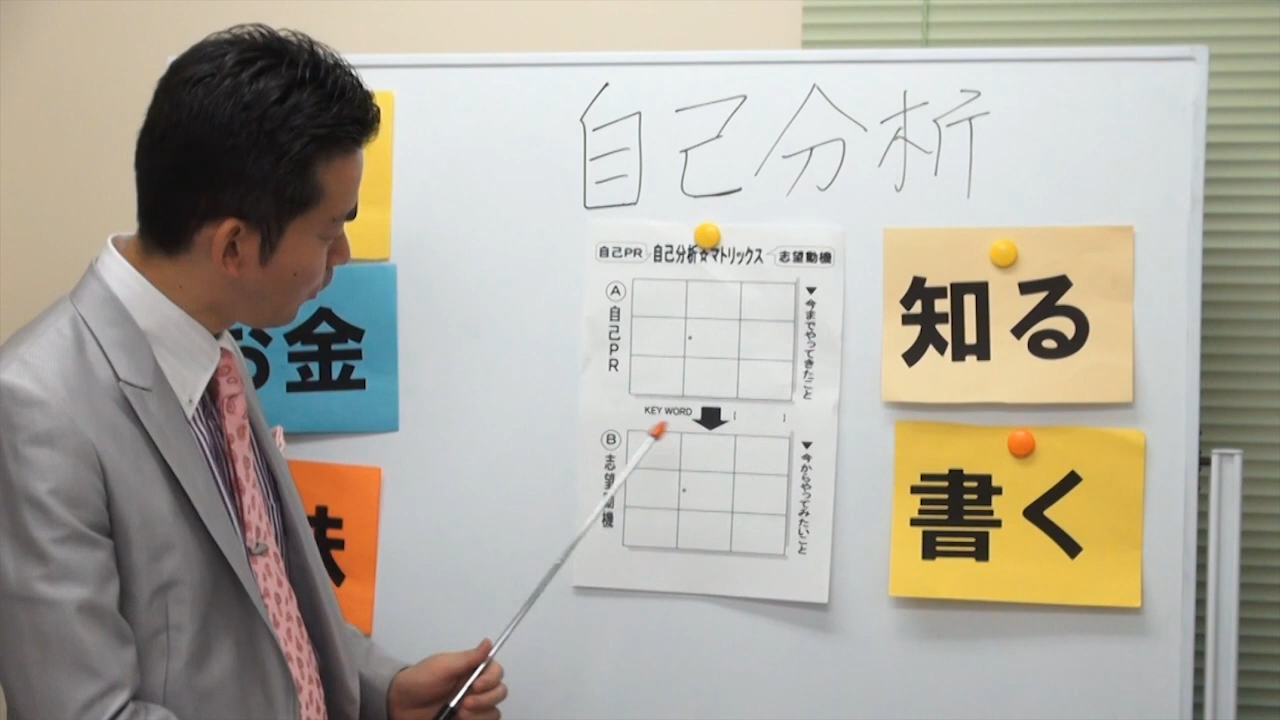 自己分析
自己PR 自己分析☆マトリックス 志望動機
A 自己PR
▼今までやってきたこと
KEY WORD [ ]
B 志望動機
▼今からやってみたいこと
お金
知る
書く